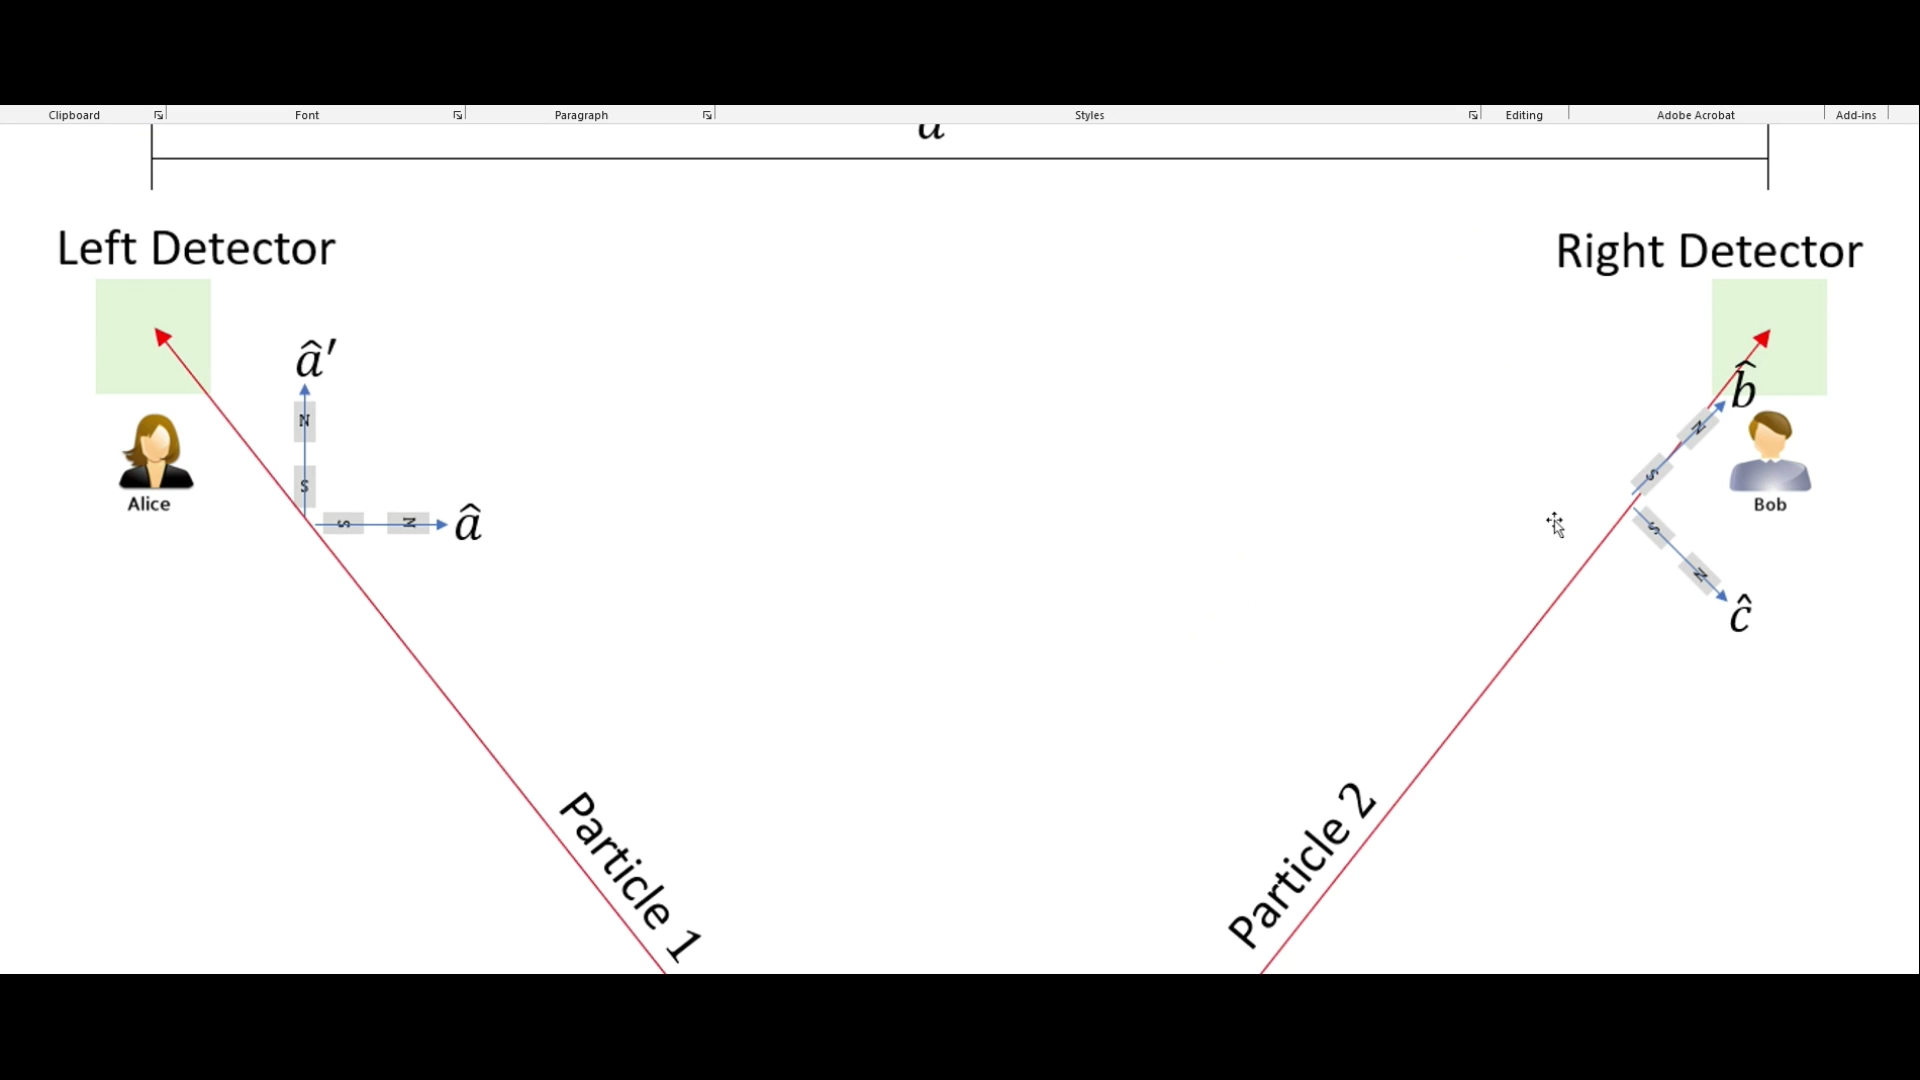 Clipboard Font Paragraph Styles Editing Adobe Acrobat Add-ins
Left Detector
Right Detector
â′
N
S
S N
â
Alice
b̂
N
S
Bob
S
N
ĉ
Particle 1
Particle 2